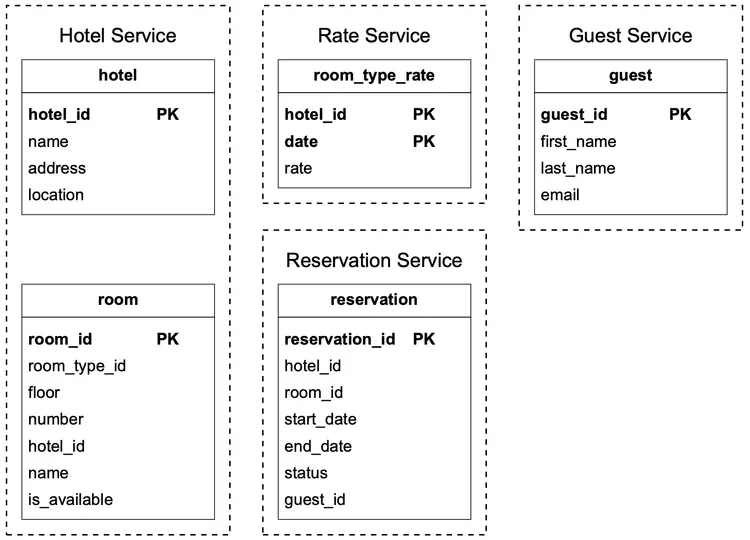 Hotel Service
hotel
hotel_id PK
name
address
location
room
room_id PK
room_type_id
floor
number
hotel_id
name
is_available
Rate Service
room_type_rate
hotel_id PK
date PK
rate
Reservation Service
reservation
reservation_id PK
hotel_id
room_id
start_date
end_date
status
guest_id
Guest Service
guest
guest_id PK
first_name
last_name
email